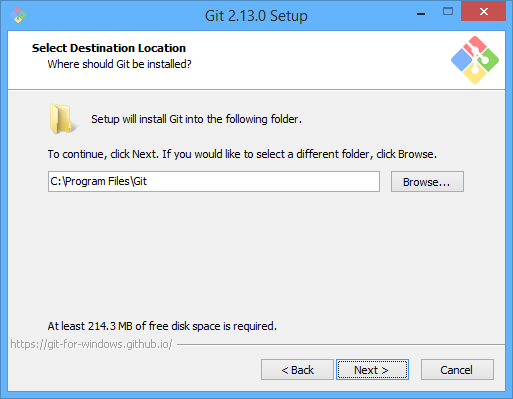 Git 2.13.0 Setup
Select Destination Location
Where should Git be installed?
Setup will install Git into the following folder.
To continue, click Next. If you would like to select a different folder, click Browse.
C:\Program Files\Git
Browse...
At least 214.3 MB of free disk space is required.
https://git-for-windows.github.io/
< Back
Next >
Cancel